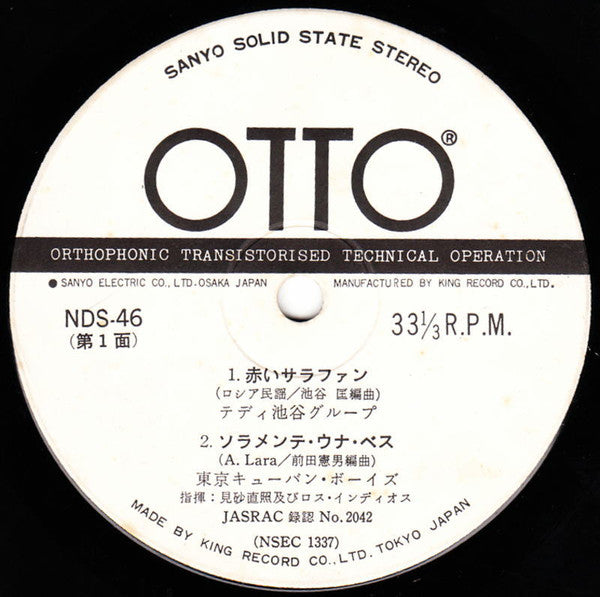 SANYO SOLID STATE STEREO
OTTO®
ORTHOPHONIC TRANSISTORISED TECHNICAL OPERATION
● SANYO ELECTRIC CO., LTD. OSAKA JAPAN
MANUFACTURED BY KING RECORD CO., LTD.
NDS-46
(第1面)
33⅓ R.P.M.
1. 赤いサラファン
(ロシア民謡/池谷 匡編曲)
テディ池谷グループ
2. ソラメンテ・ウナ・ベス
(A. Lara/前田憲男編曲)
東京キューバン・ボーイズ
指揮:見砂直照及びロス・インディオス
JASRAC 録認 No. 2042
(NSEC 1337)
MADE BY KING RECORD CO., LTD. TOKYO JAPAN